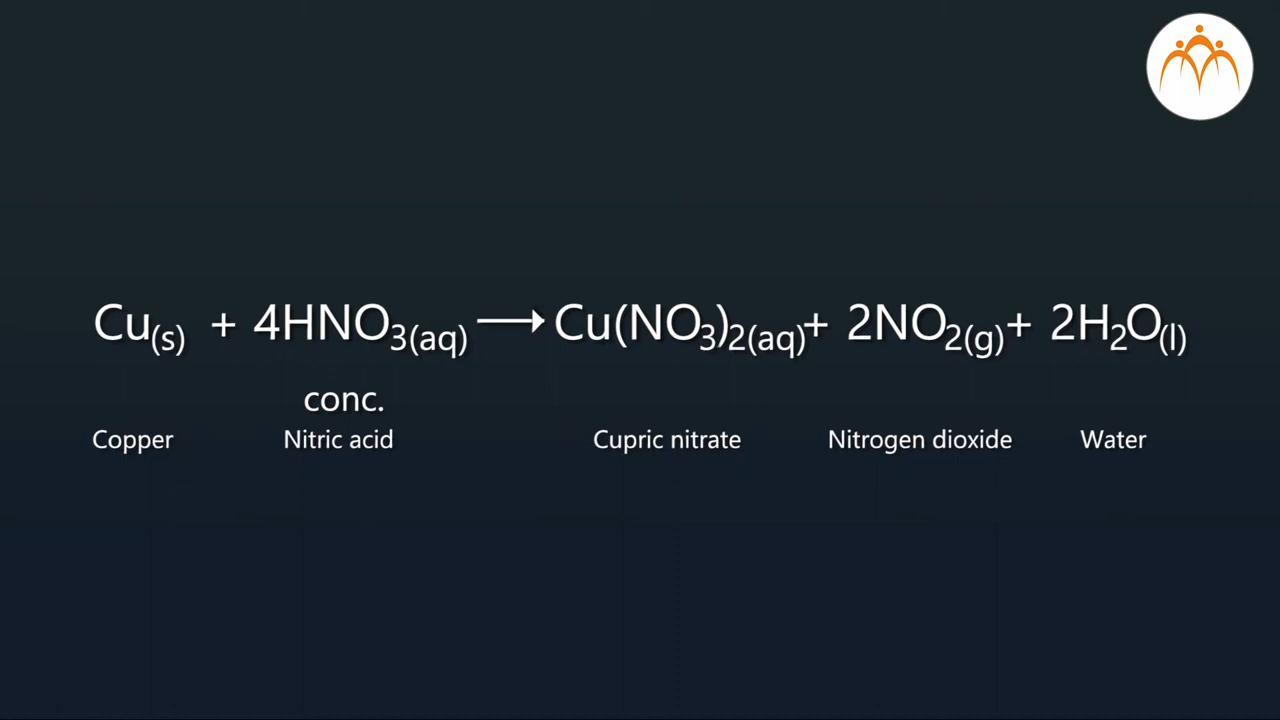 Cu(s) + 4HNO3(aq) ⟶ Cu(NO3)2(aq) + 2NO2(g) + 2H2O(l)
conc.
Copper Nitric acid Cupric nitrate Nitrogen dioxide Water